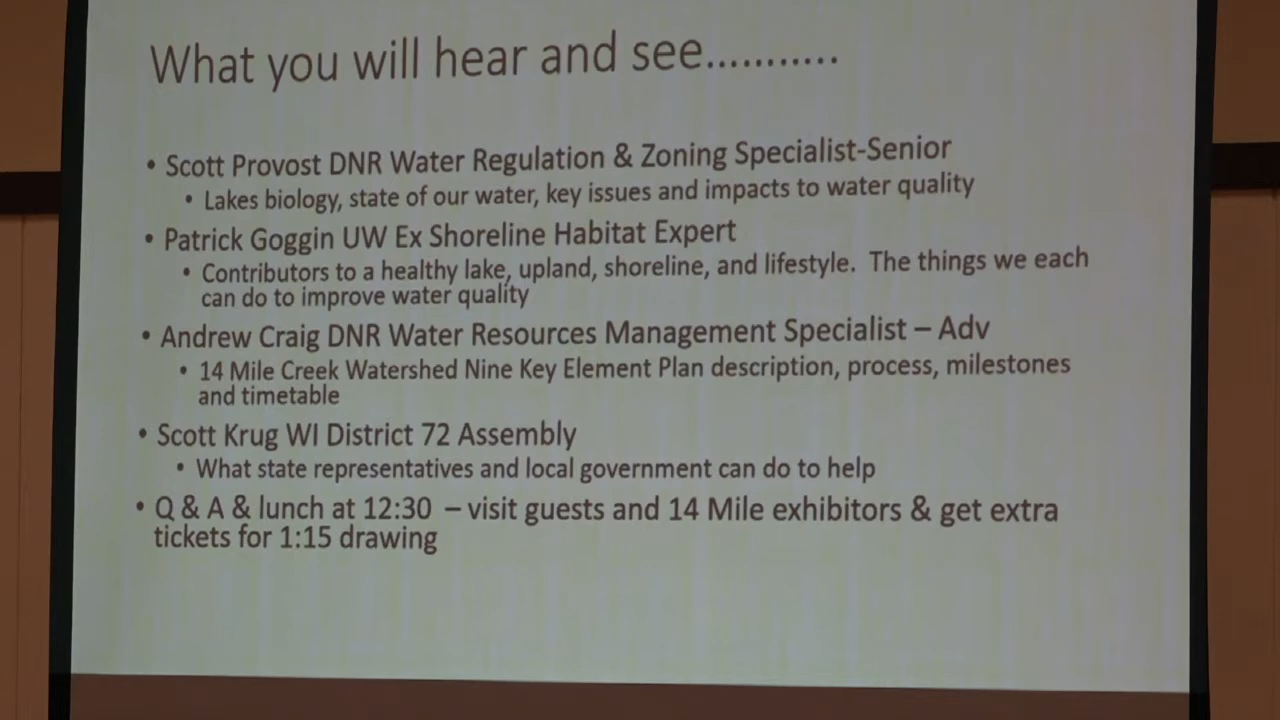 What you will hear and see...........
• Scott Provost DNR Water Regulation & Zoning Specialist-Senior
• Lakes biology, state of our water, key issues and impacts to water quality
• Patrick Goggin UW Ex Shoreline Habitat Expert
• Contributors to a healthy lake, upland, shoreline, and lifestyle. The things we each
can do to improve water quality
• Andrew Craig DNR Water Resources Management Specialist – Adv
• 14 Mile Creek Watershed Nine Key Element Plan description, process, milestones
and timetable
• Scott Krug WI District 72 Assembly
• What state representatives and local government can do to help
• Q & A & lunch at 12:30 – visit guests and 14 Mile exhibitors & get extra
tickets for 1:15 drawing